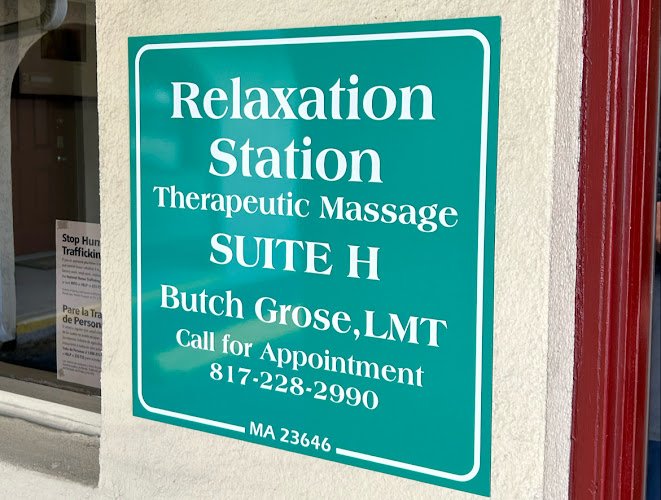 Relaxation
Station
Therapeutic Massage
SUITE H
Butch Grose, LMT
Call for Appointment
817-228-2990
MA 23646
Stop Hum
Traffickin
Pare la Tra
de Person